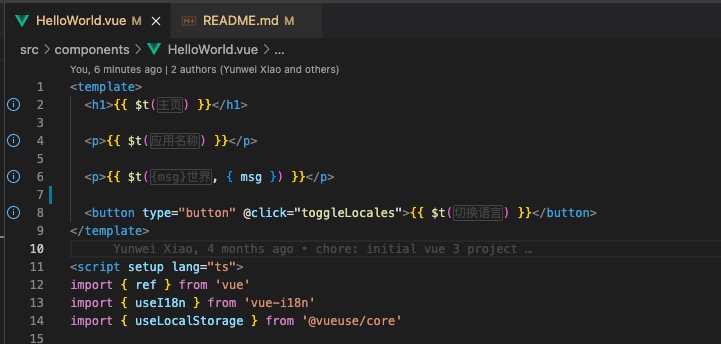 HelloWorld.vue M × README.md M
src > components > HelloWorld.vue > ...
You, 6 minutes ago | 2 authors (Yunwei Xiao and others)
1 <template>
2 <h1>{{ $t(主页) }}</h1>
3
4 <p>{{ $t(应用名称) }}</p>
5
6 <p>{{ $t({msg}世界, { msg }) }}</p>
7
8 <button type="button" @click="toggleLocales">{{ $t(切换语言) }}</button>
9 </template>
10 Yunwei Xiao, 4 months ago • chore: initial vue 3 project …
11 <script setup lang="ts">
12 import { ref } from 'vue'
13 import { useI18n } from 'vue-i18n'
14 import { useLocalStorage } from '@vueuse/core'
15